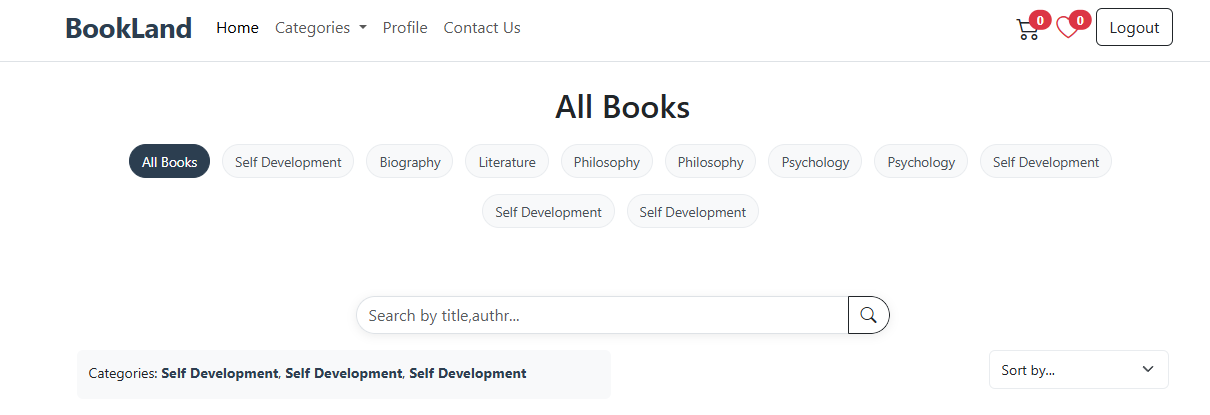 BookLand Home Categories Profile Contact Us 0 0 Logout
All Books
All Books Self Development Biography Literature Philosophy Philosophy Psychology Psychology Self Development
Self Development Self Development
Search by title,authr...
Categories: Self Development, Self Development, Self Development Sort by...